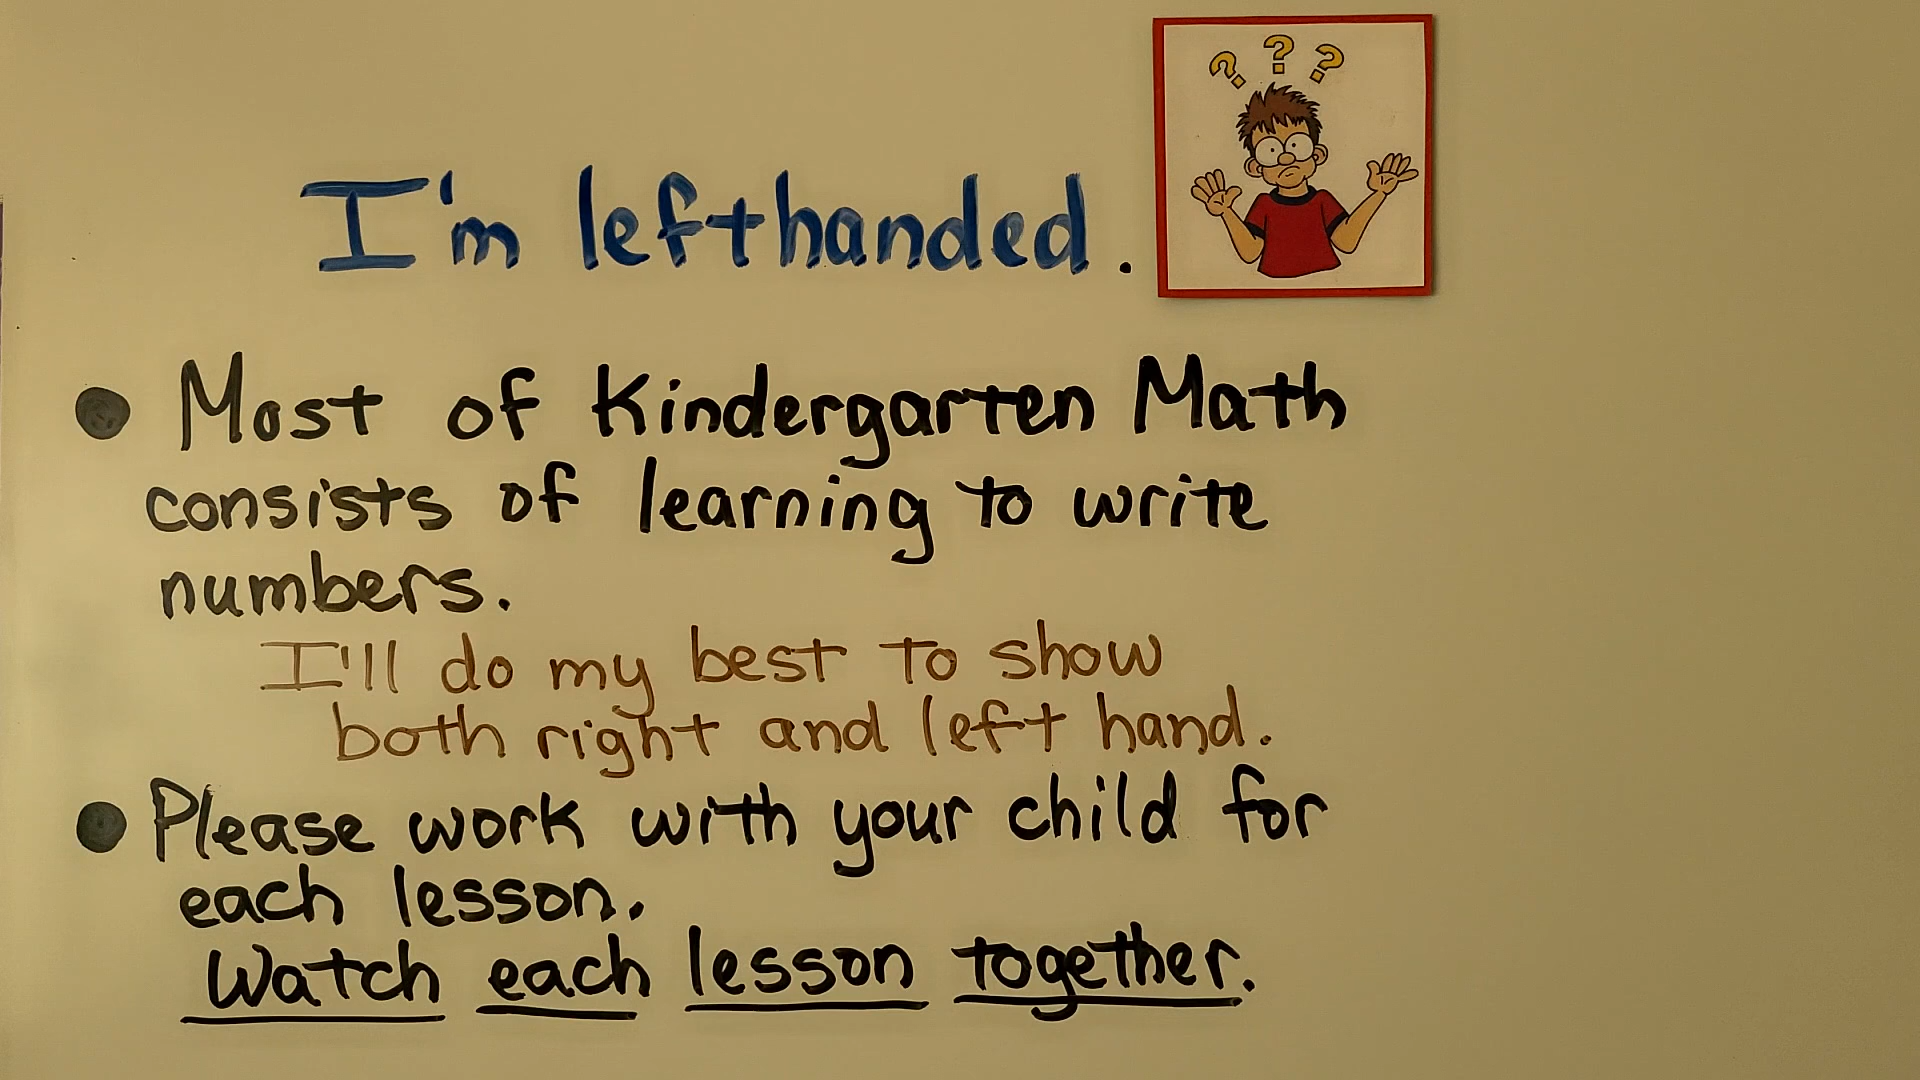 ? ? ?
I'm lefthanded.
● Most of Kindergarten Math
consists of learning to write
numbers.
I'll do my best to show
both right and left hand.
● Please work with your child for
each lesson.
Watch each lesson together.